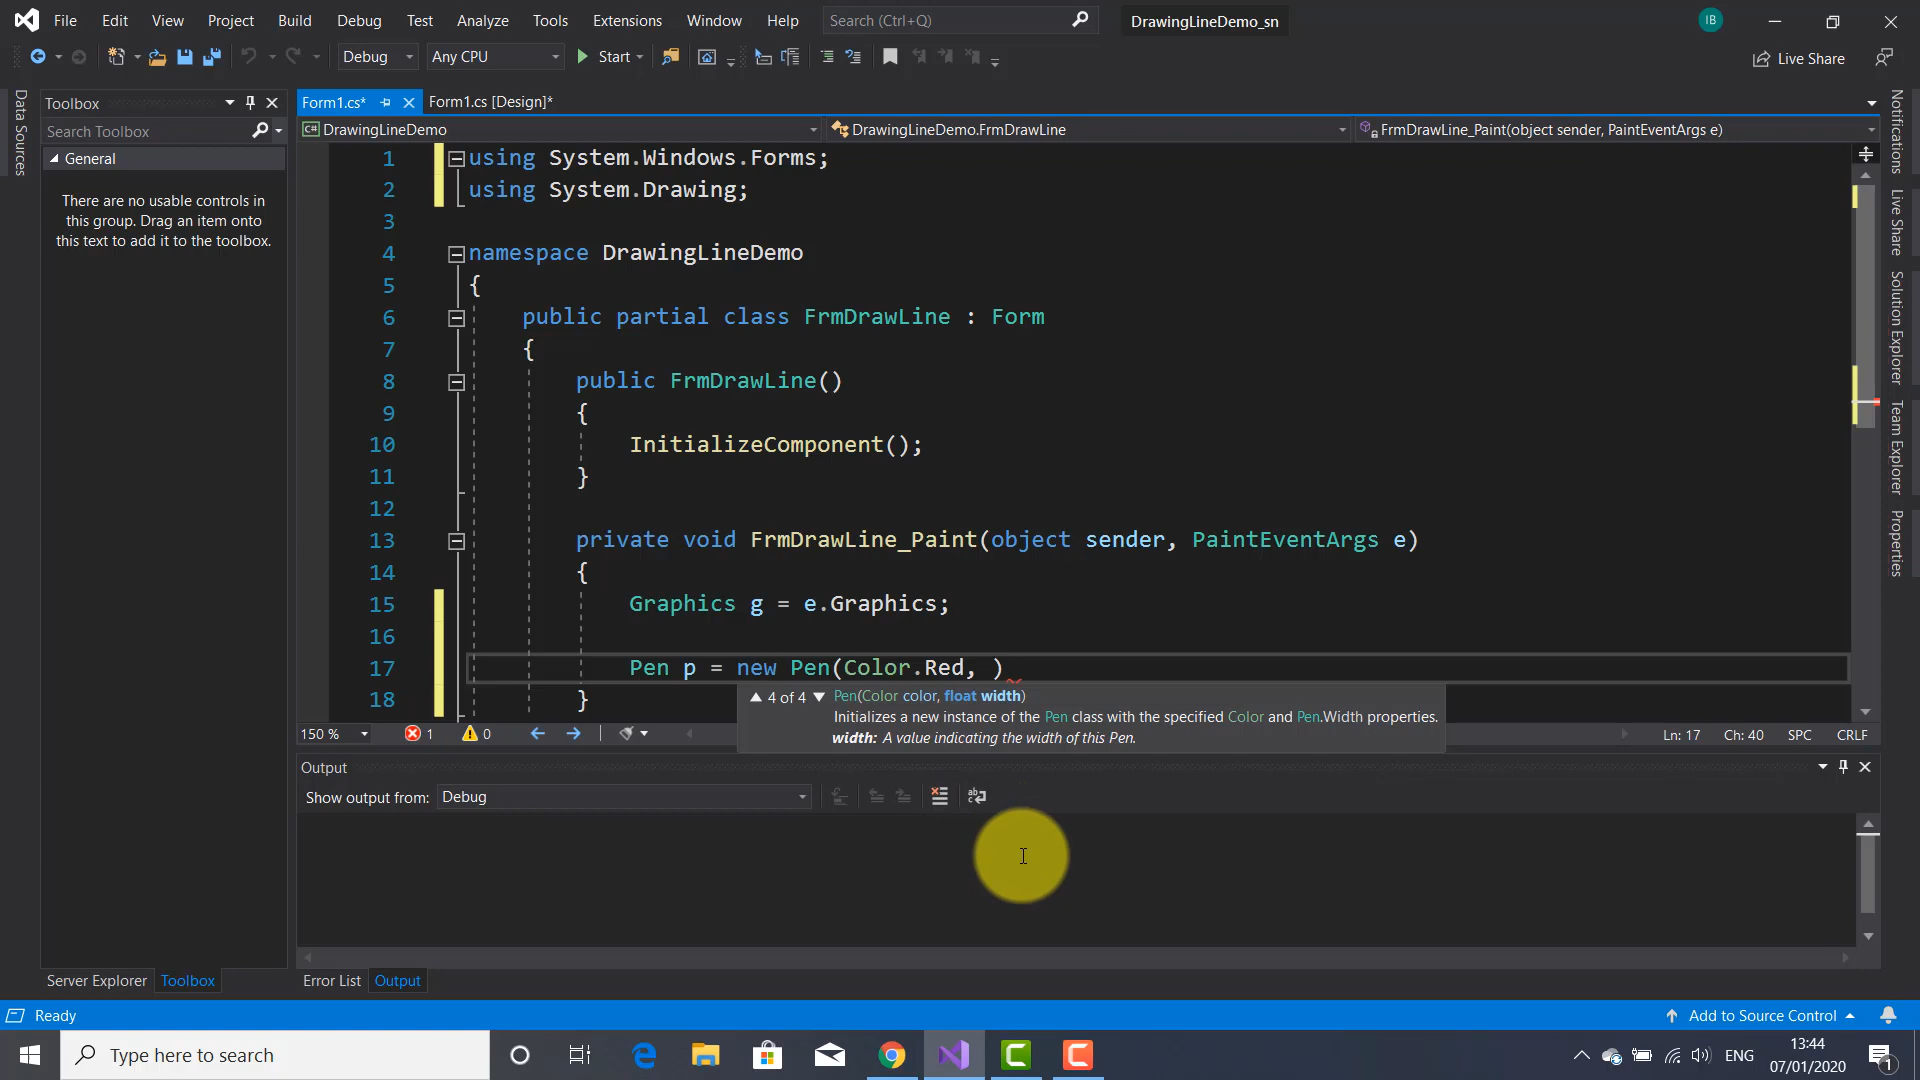 File Edit View Project Build Debug Test Analyze Tools Extensions Window Help Search (Ctrl+Q) DrawingLineDemo_sn IB
Debug Any CPU Start Live Share
Data Sources
Toolbox
Search Toolbox
General
There are no usable controls in
this group. Drag an item onto
this text to add it to the toolbox.
Form1.cs* Form1.cs [Design]*
DrawingLineDemo DrawingLineDemo.FrmDrawLine FrmDrawLine_Paint(object sender, PaintEventArgs e)
1 using System.Windows.Forms;
2 using System.Drawing;
3
4 namespace DrawingLineDemo
5 {
6 public partial class FrmDrawLine : Form
7 {
8 public FrmDrawLine()
9 {
10 InitializeComponent();
11 }
12
13 private void FrmDrawLine_Paint(object sender, PaintEventArgs e)
14 {
15 Graphics g = e.Graphics;
16
17 Pen p = new Pen(Color.Red, )
18 }
4 of 4 Pen(Color color, float width)
Initializes a new instance of the Pen class with the specified Color and Pen.Width properties.
width: A value indicating the width of this Pen.
150 % 1 0 Ln: 17 Ch: 40 SPC CRLF
Output
Show output from: Debug
Server Explorer Toolbox
Error List Output
Notifications
Live Share
Solution Explorer
Team Explorer
Properties
Ready Add to Source Control
Type here to search
ENG
13:44
07/01/2020
1